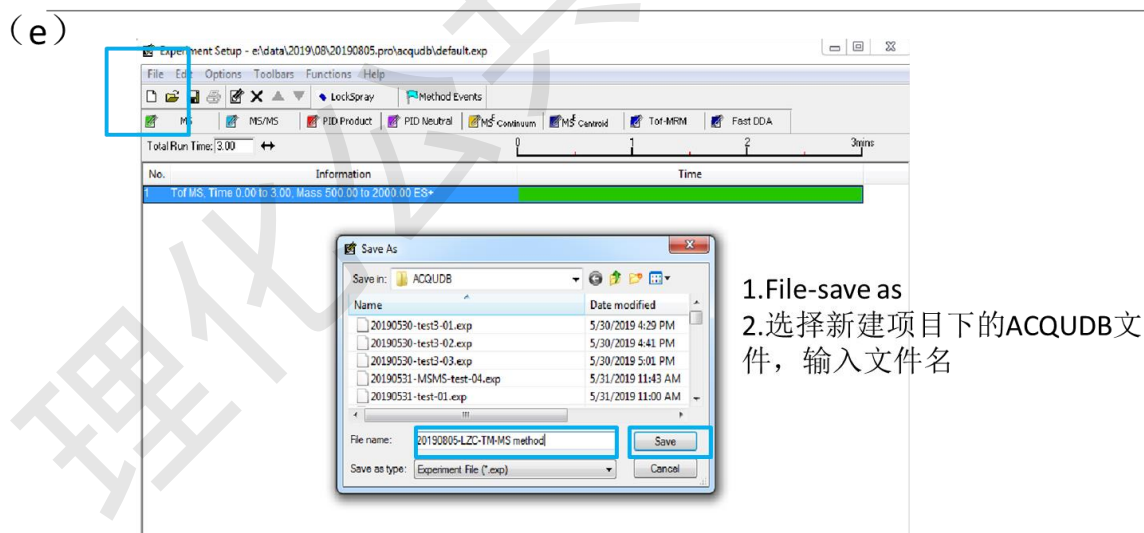 （e）
Experiment Setup - e:\data\2019\08\20190805.pro\acqudb\default.exp
File Edit Options Toolbars Functions Help
LockSpray Method Events
MS MS/MS PID Product PID Neutral MSE Continuum MSE Centroid Tof-MRM Fast DDA
Total Run Time: 3.00 0 1 2 3mins
No. Information Time
1 Tof MS, Time 0.00 to 3.00, Mass 500.00 to 2000.00 ES+
Save As
Save in: ACQUDB
Name Date modified
20190530-test3-01.exp 5/30/2019 4:29 PM
20190530-test3-02.exp 5/30/2019 4:41 PM
20190530-test3-03.exp 5/30/2019 5:01 PM
20190531-MSMS-test-04.exp 5/31/2019 11:43 AM
20190531-test-01.exp 5/31/2019 11:00 AM
File name: 20190805-LZC-TM-MS method Save
Save as type: Experiment File (*.exp) Cancel
1.File-save as
2.选择新建项目下的ACQUDB文
件，输入文件名
理化公共